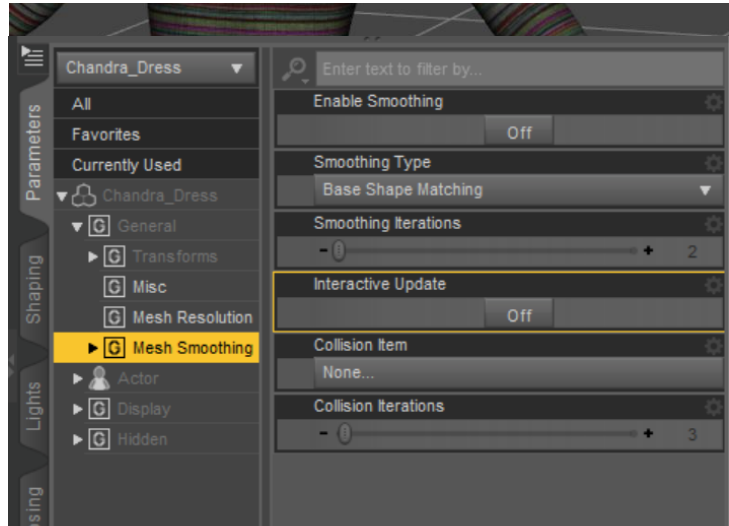 Chandra_Dress
All
Favorites
Currently Used
Chandra_Dress
G General
G Transforms
G Misc
G Mesh Resolution
G Mesh Smoothing
Actor
G Display
G Hidden
Parameters
Shaping
Lights
Enter text to filter by...
Enable Smoothing
Off
Smoothing Type
Base Shape Matching
Smoothing Iterations
- + 2
Interactive Update
Off
Collision Item
None...
Collision Iterations
- + 3